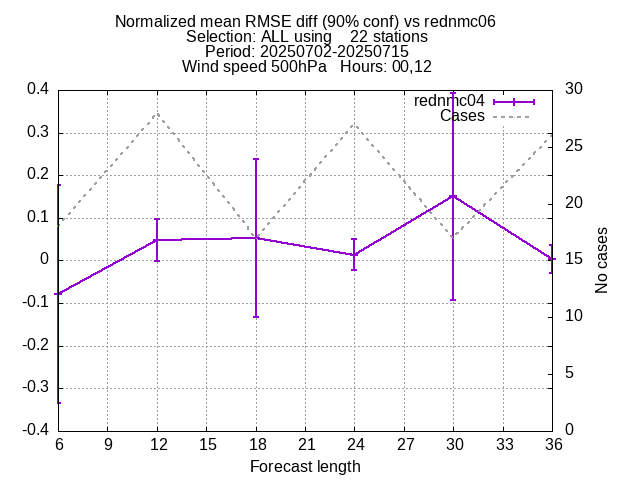 Normalized mean RMSE diff (90% conf) vs rednmc06
Selection: ALL using    22 stations
Period: 20250702-20250715
Wind speed 500hPa   Hours: 00,12
rednmc04
Cases
0.4
0.3
0.2
0.1
0
-0.1
-0.2
-0.3
-0.4
30
25
20
15
10
5
0
No cases
6 9 12 15 18 21 24 27 30 33 36
Forecast length